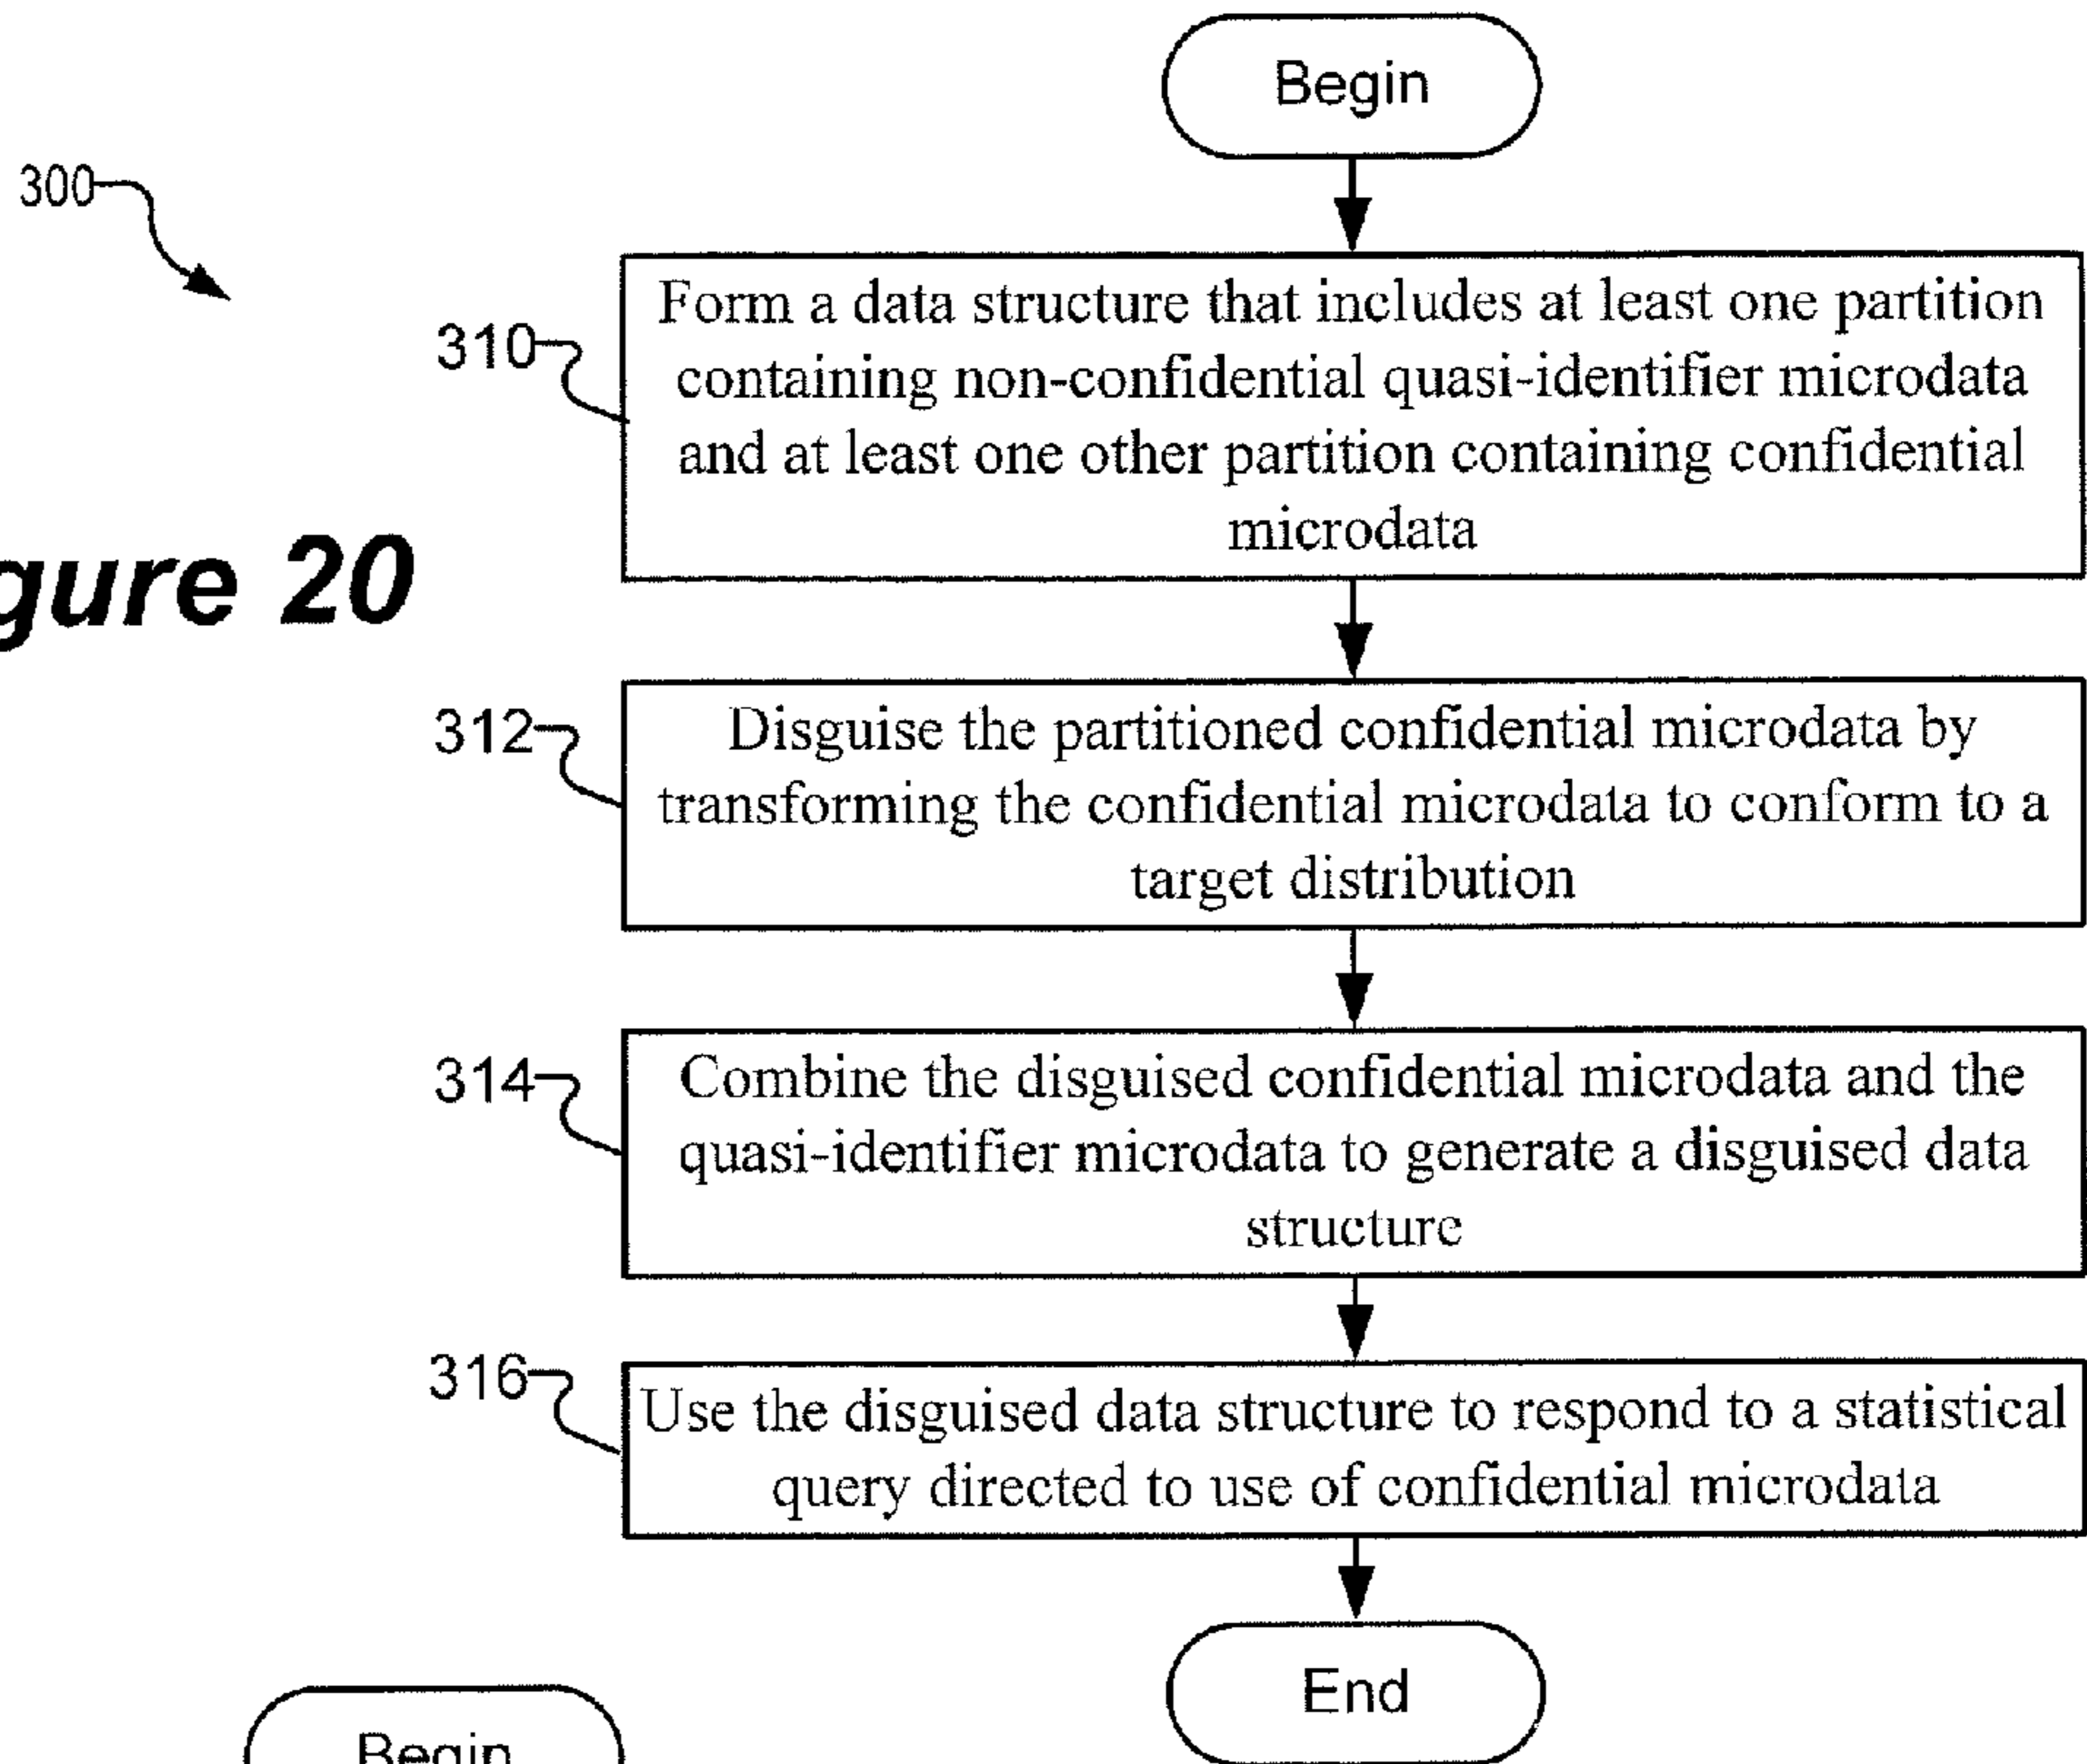 Begin
300
310
Form a data structure that includes at least one partition
containing non-confidential quasi-identifier microdata
and at least one other partition containing confidential
microdata
gure 20
312
Disguise the partitioned confidential microdata by
transforming the confidential microdata to conform to a
target distribution
314
Combine the disguised confidential microdata and the
quasi-identifier microdata to generate a disguised data
structure
316
Use the disguised data structure to respond to a statistical
query directed to use of confidential microdata
End
Begin